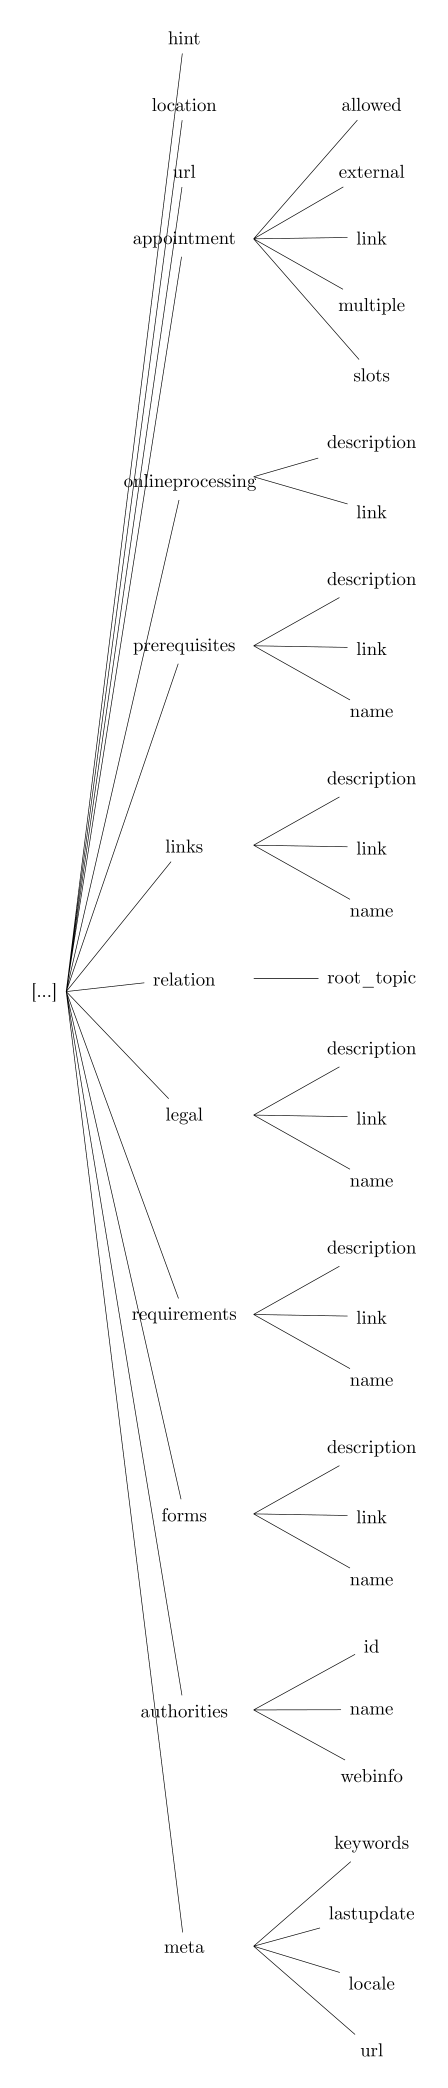 hint
location
allowed
url
external
appointment
link
multiple
slots
description
onlineprocessing
link
description
prerequisites
link
name
description
links
link
name
relation
root_topic
[...]
description
legal
link
name
description
requirements
link
name
description
forms
link
name
id
authorities
name
webinfo
keywords
lastupdate
meta
locale
url